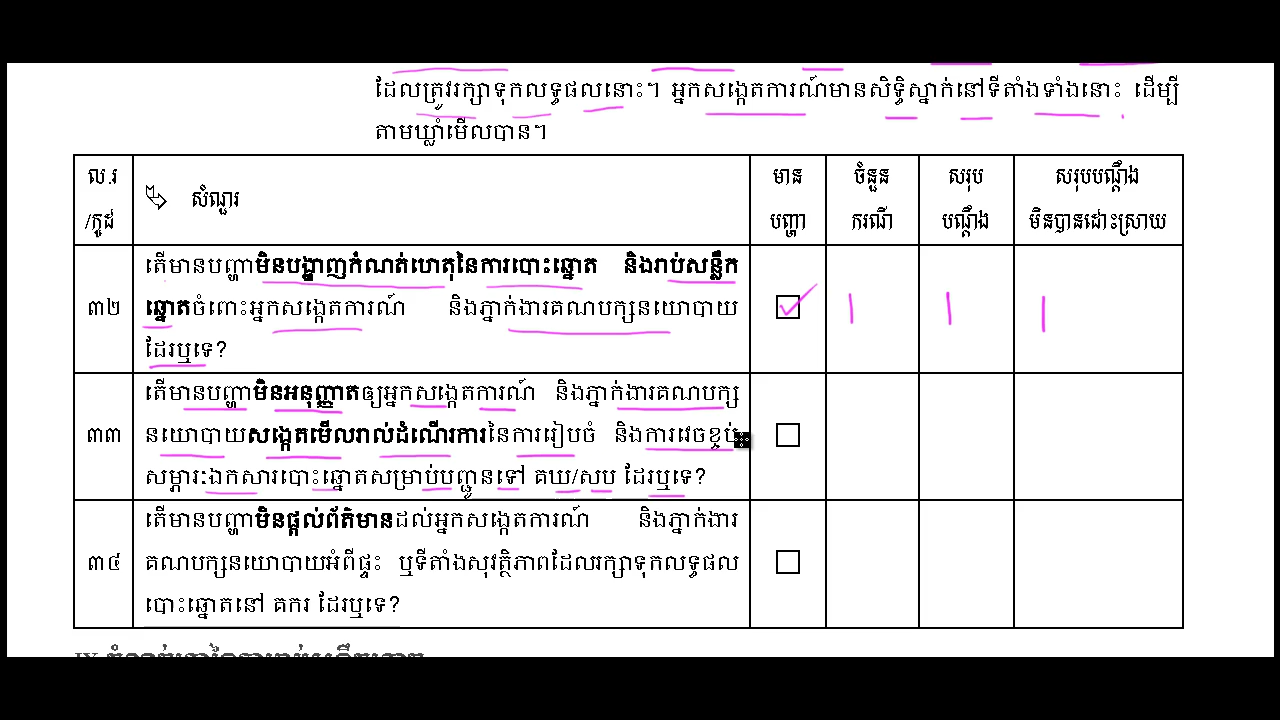 ដែលត្រូវរក្សាទុកលទ្ធផលនោះ។ អ្នកសង្កេតការណ៍មានសិទ្ធិស្នាក់នៅទីតាំងទាំងនោះ ដើម្បី
តាមឃ្លាំមើលបាន។
ល.រ
/កូដ
សំណួរ
មាន
បញ្ហា
ចំនួន
ករណី
សរុប
បណ្ដឹង
សរុបបណ្ដឹង
មិនបានដោះស្រាយ
តើមានបញ្ហាមិនបង្ហាញកំណត់ហេតុនៃការបោះឆ្នោត និងរាប់សន្លឹក
៣២ ឆ្នោតចំពោះអ្នកសង្កេតការណ៍ និងភ្នាក់ងារគណបក្សនយោបាយ
ដែរឬទេ?
តើមានបញ្ហាមិនអនុញ្ញាតឲ្យអ្នកសង្កេតការណ៍ និងភ្នាក់ងារគណបក្ស
៣៣ នយោបាយសង្កេតមើលរាល់ដំណើរការនៃការរៀបចំ និងការវេចខ្ចប់
សម្ភារៈឯកសារបោះឆ្នោតសម្រាប់បញ្ជូនទៅ គឃ/សប ដែរឬទេ?
តើមានបញ្ហាមិនផ្ដល់ព័ត៌មានដល់អ្នកសង្កេតការណ៍ និងភ្នាក់ងារ
៣៤ គណបក្សនយោបាយអំពីផ្ទះ ឬទីតាំងសុវត្ថិភាពដែលរក្សាទុកលទ្ធផល
បោះឆ្នោតនៅ គករ ដែរឬទេ?